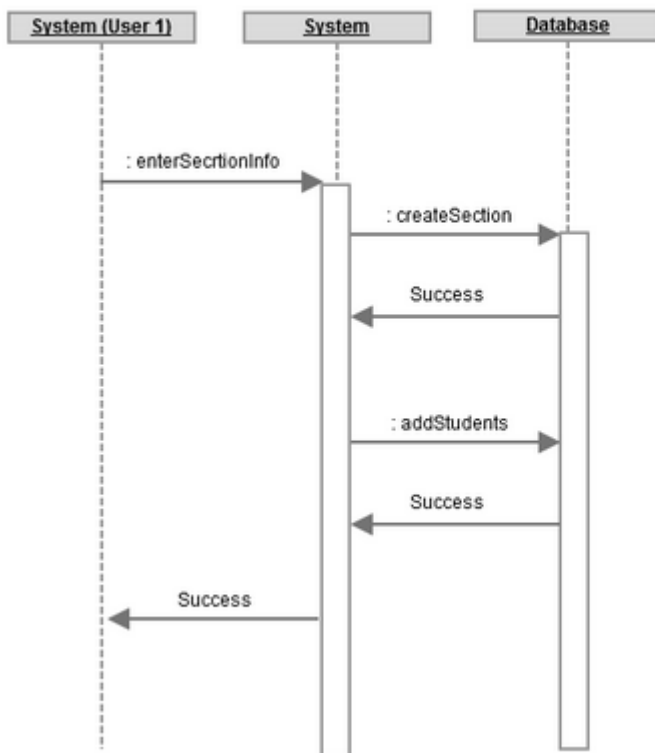 System (User 1)
System
Database
: enterSecrtionInfo
: createSection
Success
: addStudents
Success
Success